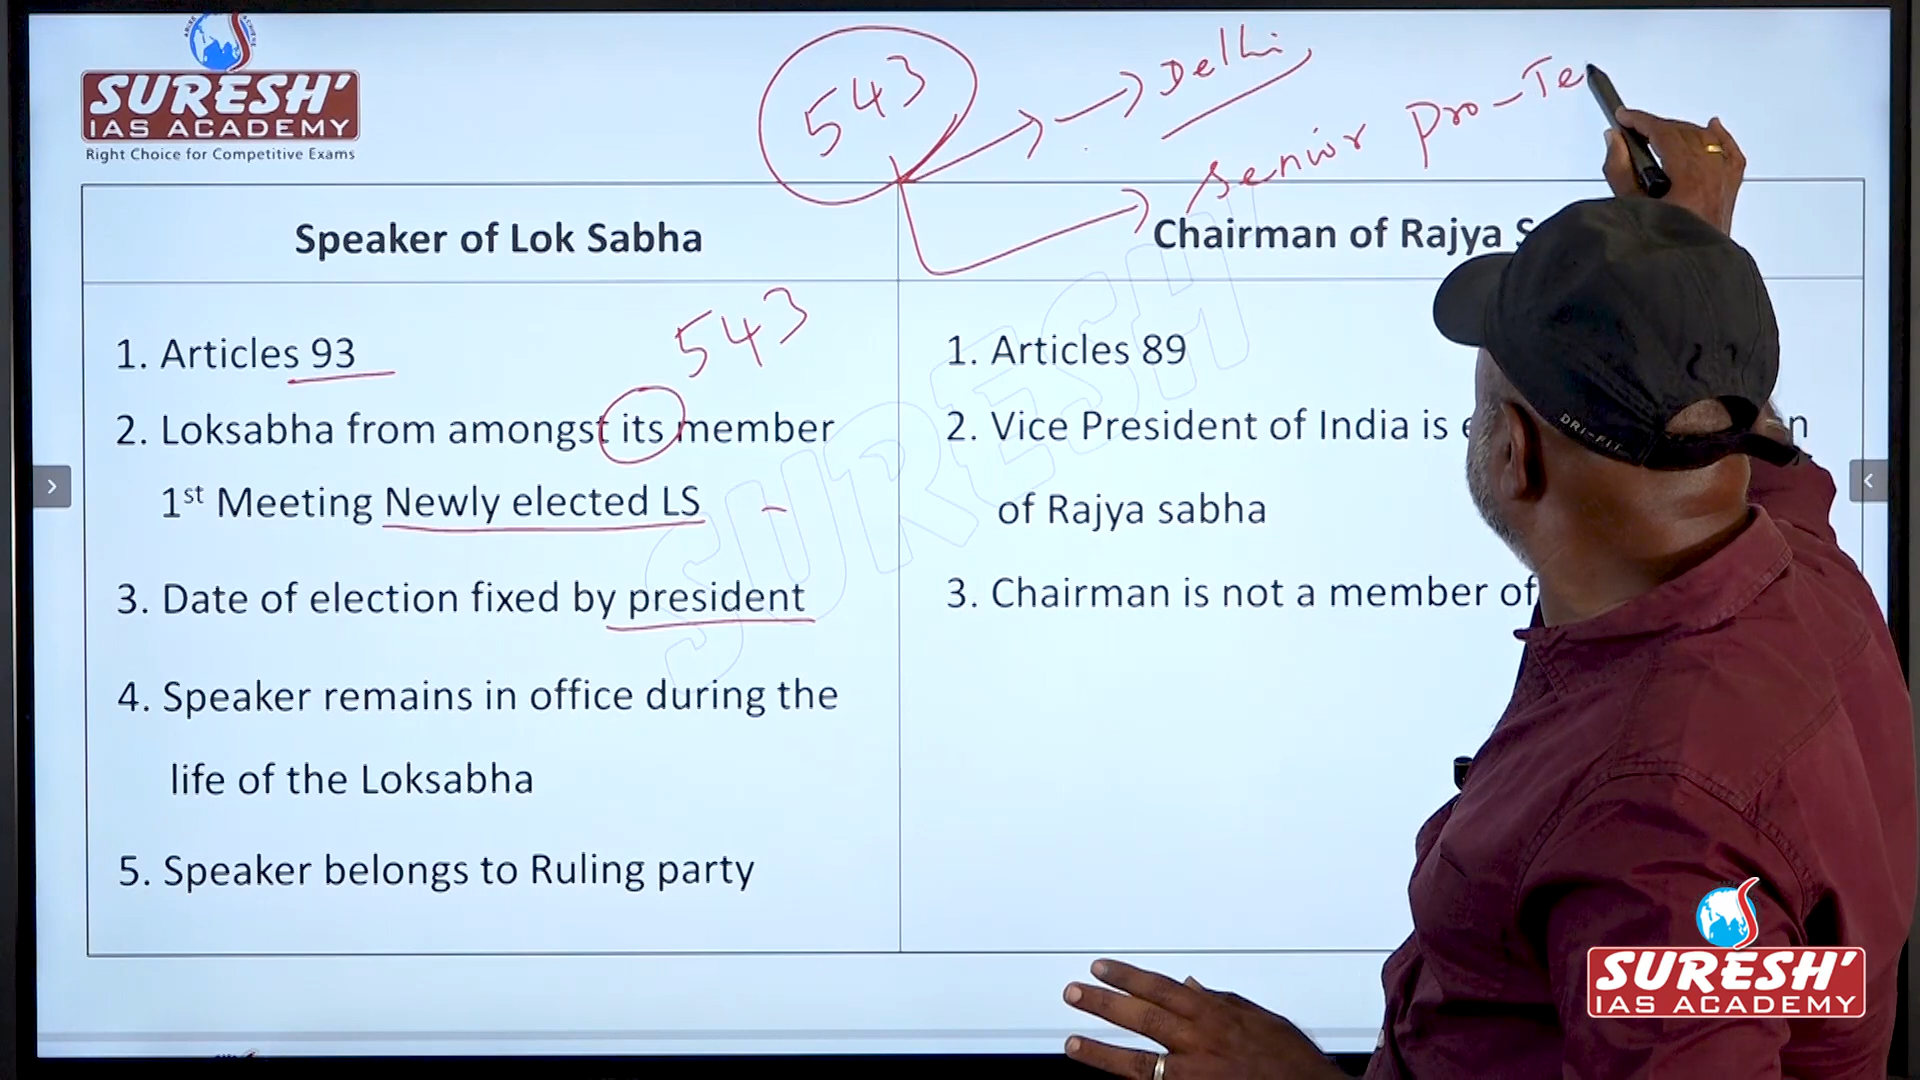 SURESH'
IAS ACADEMY
Right Choice for Competitive Exams
543
Delhi
Senior Pro-Te
Speaker of Lok Sabha
Chairman of Rajya S
1. Articles 93
543
2. Loksabha from amongst its member
1st Meeting Newly elected LS
3. Date of election fixed by president
4. Speaker remains in office during the
life of the Loksabha
5. Speaker belongs to Ruling party
1. Articles 89
2. Vice President of India is
of Rajya sabha
3. Chairman is not a member of
SURESH
SURESH
DRI-FIT
SURESH'
IAS ACADEMY